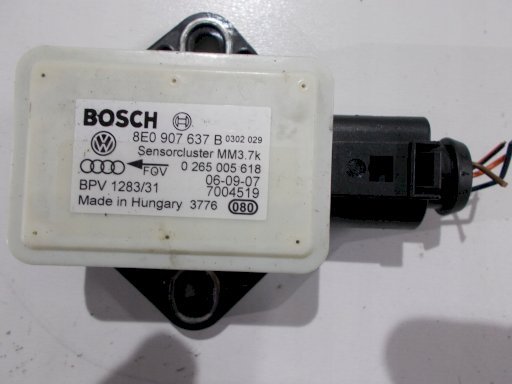 BOSCH
8E0 907 637 B 0302 029
Sensorcluster MM3.7k
FGV 0 265 005 618
BPV 1283/31 06-09-07
7004519
Made in Hungary 3776 080